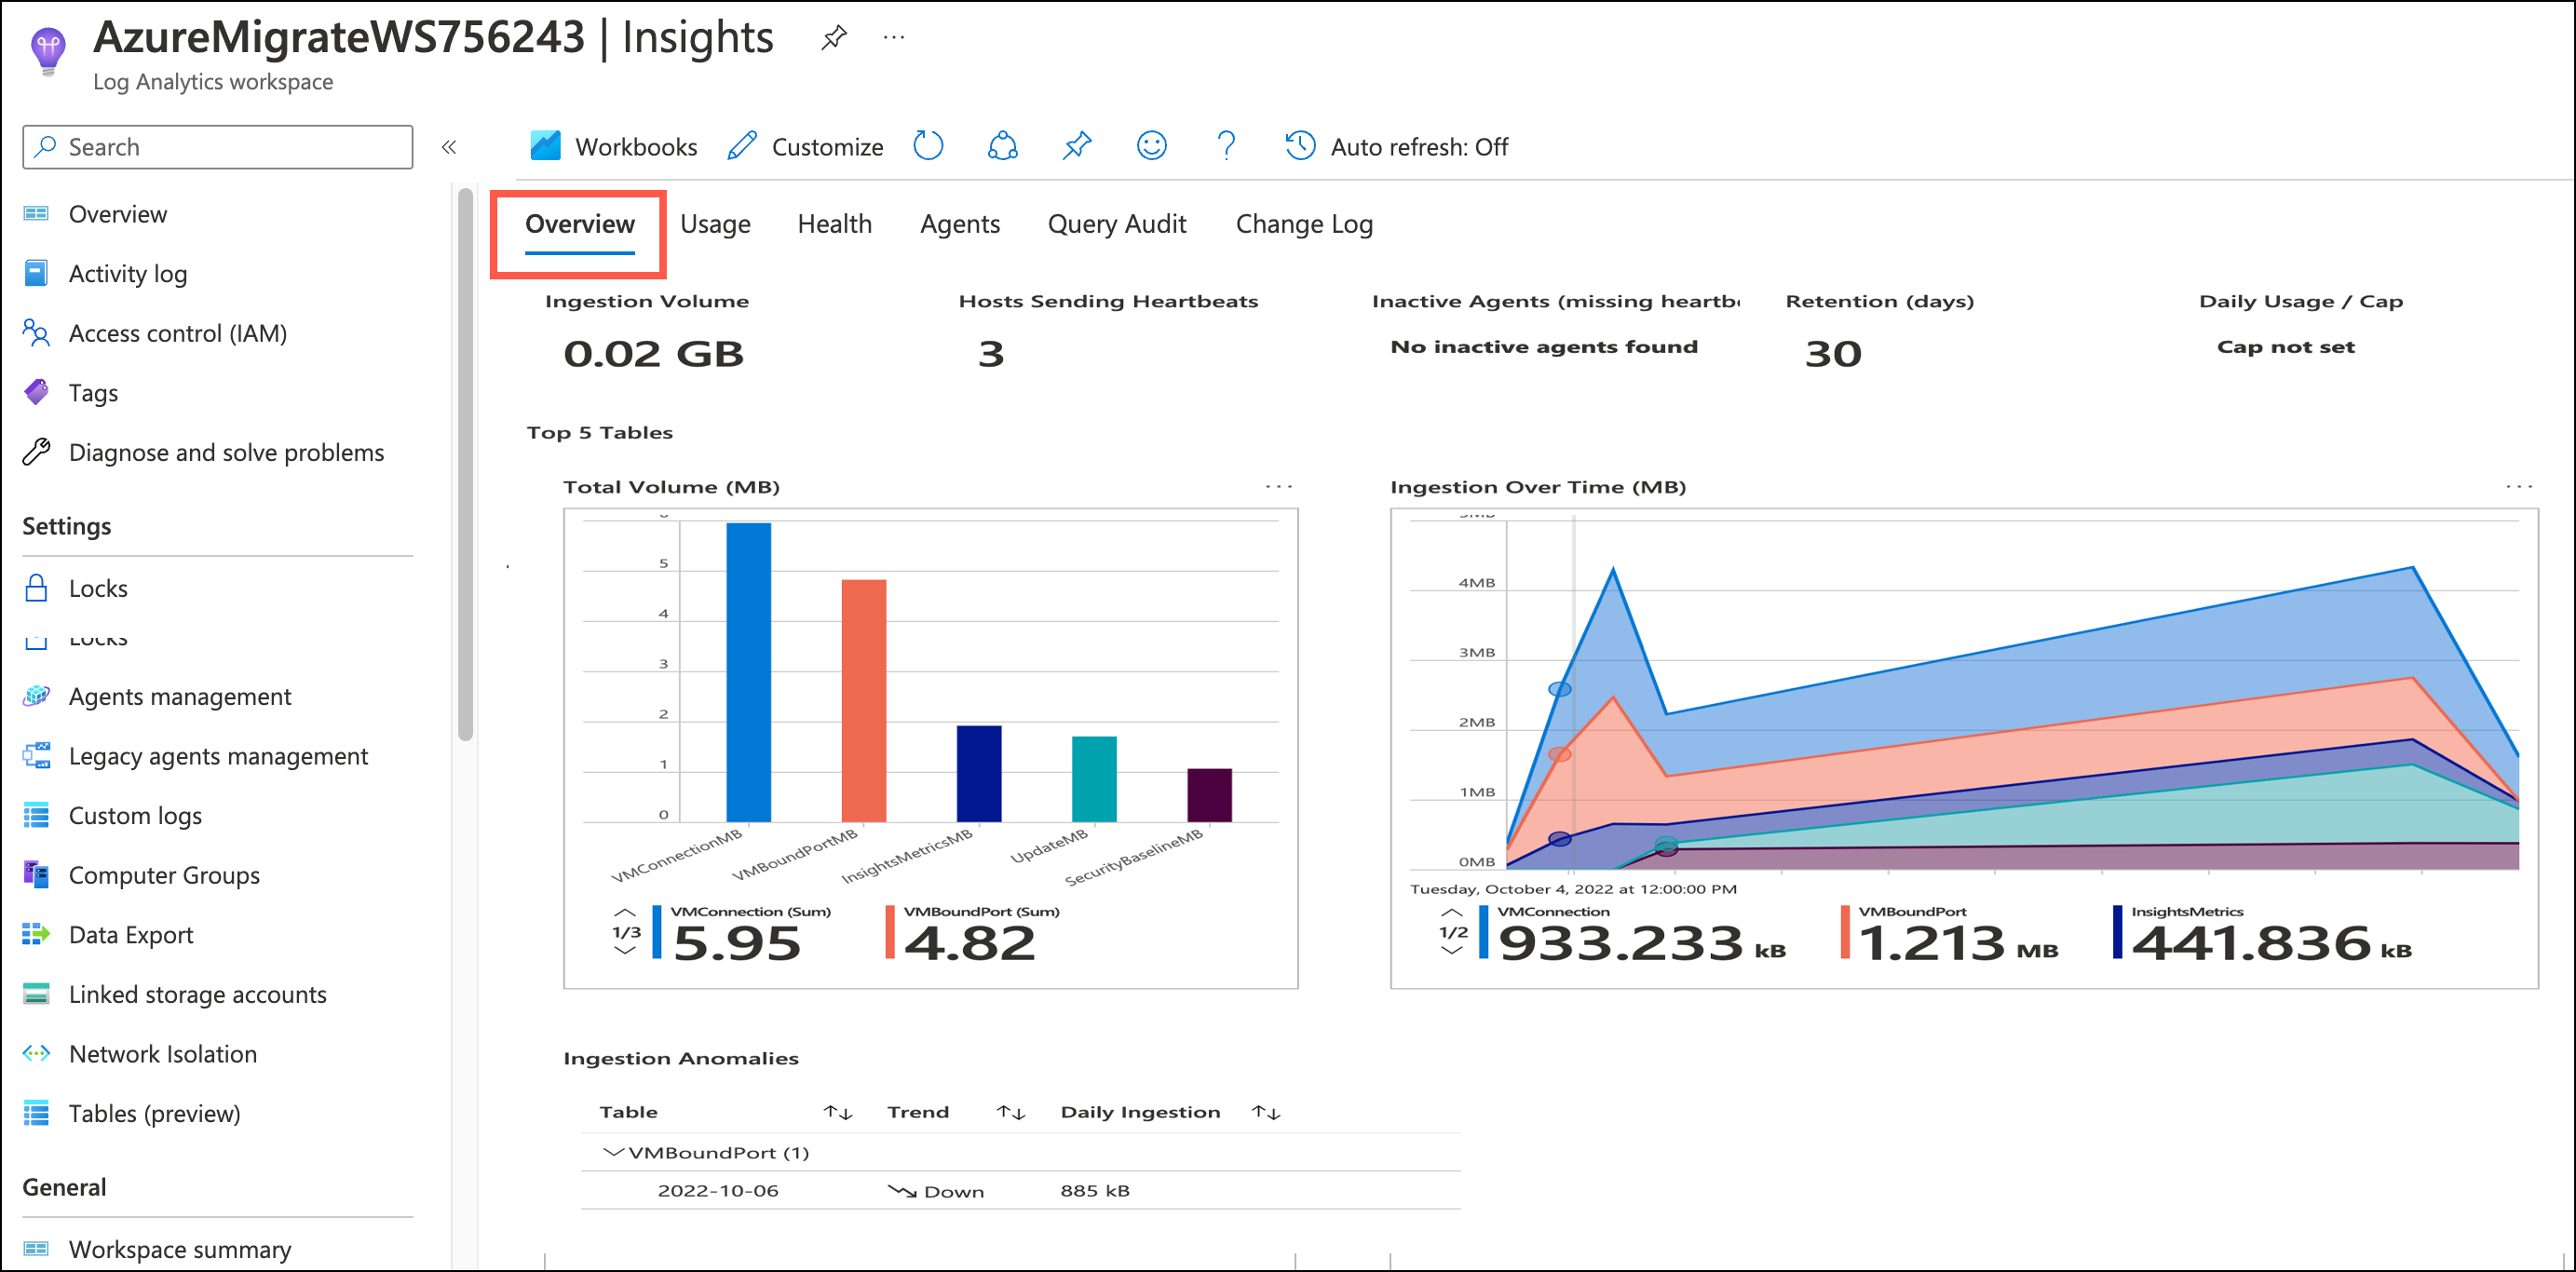 AzureMigrateWS756243 | Insights
Log Analytics workspace
Search
Workbooks Customize Auto refresh: Off
Overview
Activity log
Access control (IAM)
Tags
Diagnose and solve problems
Settings
Locks
Locks
Agents management
Legacy agents management
Custom logs
Computer Groups
Data Export
Linked storage accounts
Network Isolation
Tables (preview)
General
Workspace summary
Overview Usage Health Agents Query Audit Change Log
Ingestion Volume Hosts Sending Heartbeats Inactive Agents (missing Retention (days) Daily Usage / Cap
0.02 GB 3 No inactive agents found 30 Cap not set
Top 5 Tables
Total Volume (MB)
5
4
3
2
1
0
VMConnectionMB VMBoundPortMB InsightsMetricsMB UpdateMB SecurityBaselineMB
1/3 VMConnection (Sum) VMBoundPort (Sum)
5.95 4.82
Ingestion Over Time (MB)
4MB
3MB
2MB
1MB
0MB
Tuesday, October 4, 2022 at 12:00:00 PM
1/2 VMConnection VMBoundPort InsightsMetrics
933.233 kB 1.213 MB 441.836 kB
Ingestion Anomalies
Table Trend Daily Ingestion
VMBoundPort (1)
2022-10-06 Down 885 kB